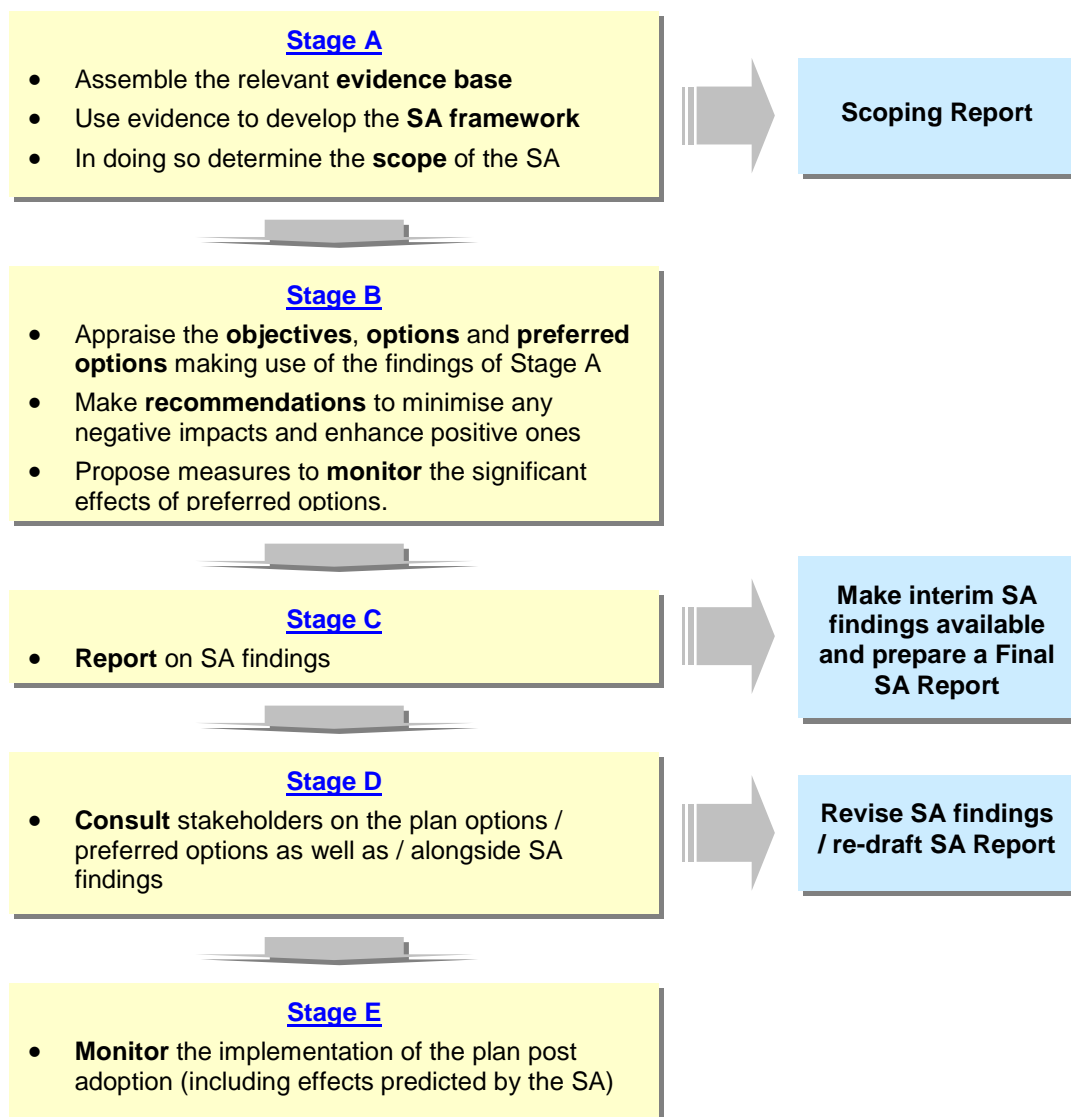 Stage A
• Assemble the relevant evidence base
• Use evidence to develop the SA framework
• In doing so determine the scope of the SA
Scoping Report
Stage B
• Appraise the objectives, options and preferred
options making use of the findings of Stage A
• Make recommendations to minimise any
negative impacts and enhance positive ones
• Propose measures to monitor the significant
effects of preferred options.
Stage C
• Report on SA findings
Make interim SA
findings available
and prepare a Final
SA Report
Stage D
• Consult stakeholders on the plan options /
preferred options as well as / alongside SA
findings
Revise SA findings
/ re-draft SA Report
Stage E
• Monitor the implementation of the plan post
adoption (including effects predicted by the SA)